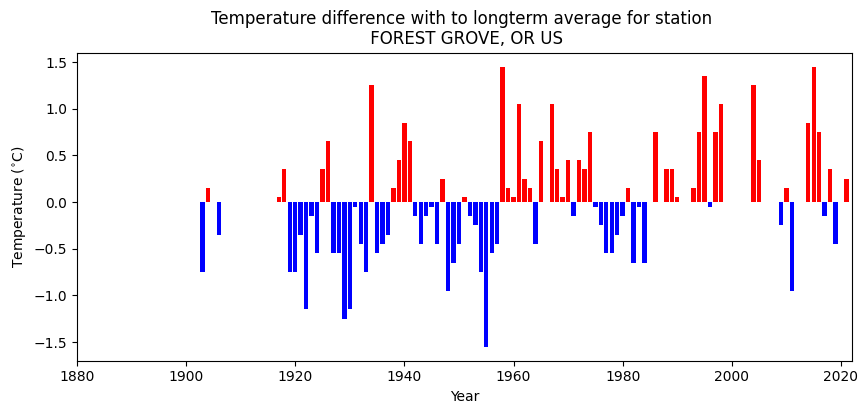 Temperature difference with to longterm average for station
FOREST GROVE, OR US
1.5
1.0
0.5
0.0
−0.5
−1.0
−1.5
Temperature (°C)
1880 1900 1920 1940 1960 1980 2000 2020
Year